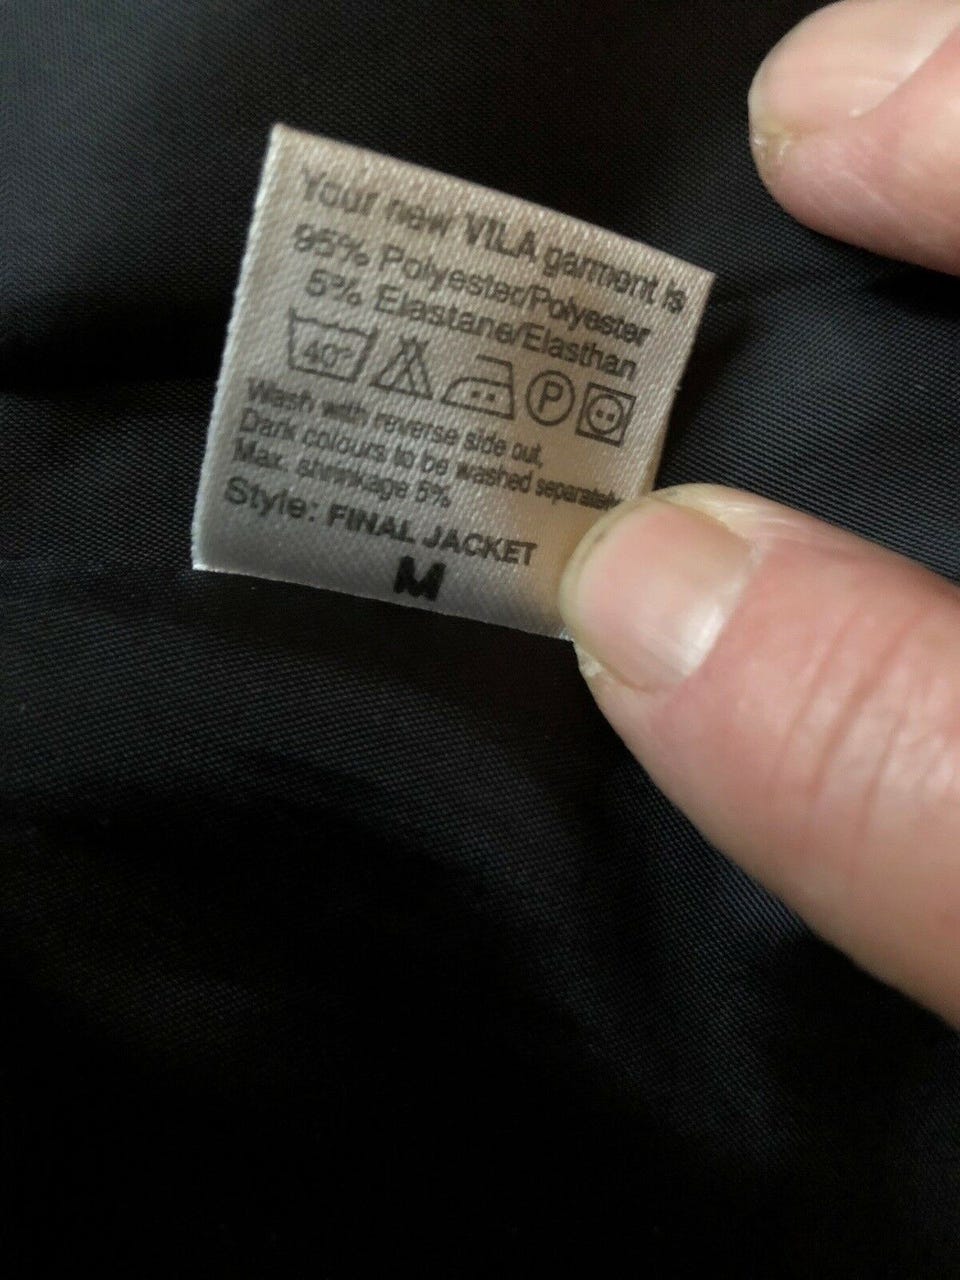 Your new VILA garment is
95% Polyester/Polyester
5% Elastane/Elasthan
40° P
Wash with reverse side out,
Dark colours to be washed separately
Max. shrinkage 5%
Style: FINAL JACKET
M